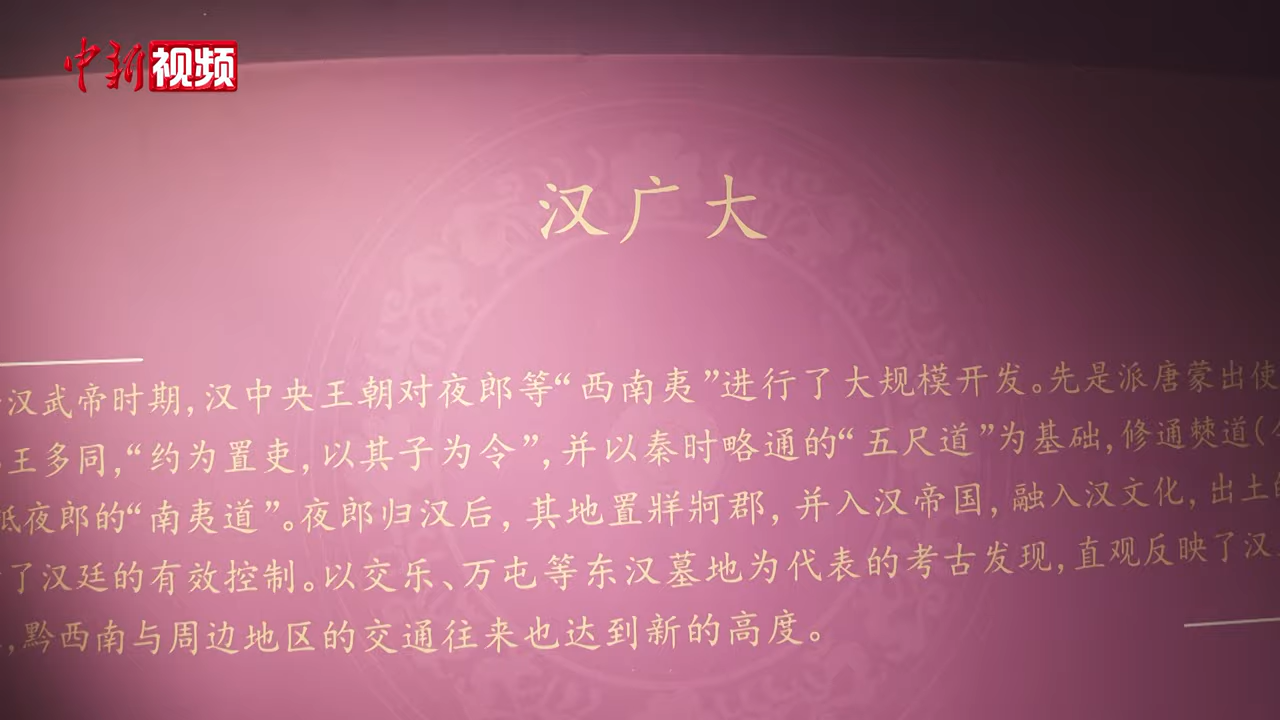 中新视频
汉广大
汉武帝时期,汉中央王朝对夜郎等“西南夷”进行了大规模开发。先是派唐蒙出使
王多同,“约为置吏,以其子为令”,并以秦时略通的“五尺道”为基础,修通僰道(
抵夜郎的“南夷道”。夜郎归汉后,其地置牂牁郡,并入汉帝国,融入汉文化,出土
了汉廷的有效控制。以交乐、万屯等东汉墓地为代表的考古发现,直观反映了汉
,黔西南与周边地区的交通往来也达到新的高度。